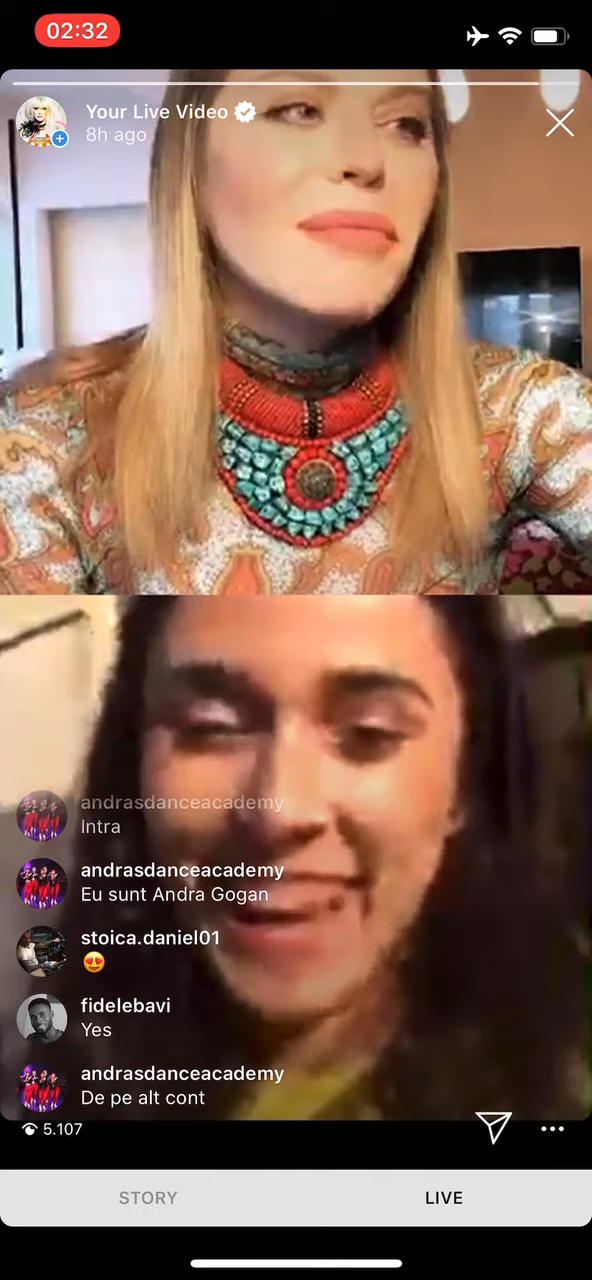 02:32
Your Live Video
8h ago
andrasdanceacademy
Intra
andrasdanceacademy
Eu sunt Andra Gogan
stoica.daniel01
😍
fidelebavi
Yes
andrasdanceacademy
De pe alt cont
5.107
STORY
LIVE